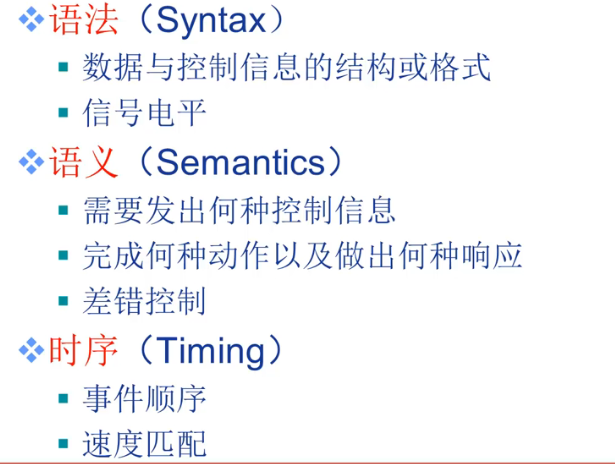 语法（Syntax）
数据与控制信息的结构或格式
信号电平
语义（Semantics）
需要发出何种控制信息
完成何种动作以及做出何种响应
差错控制
时序（Timing）
事件顺序
速度匹配